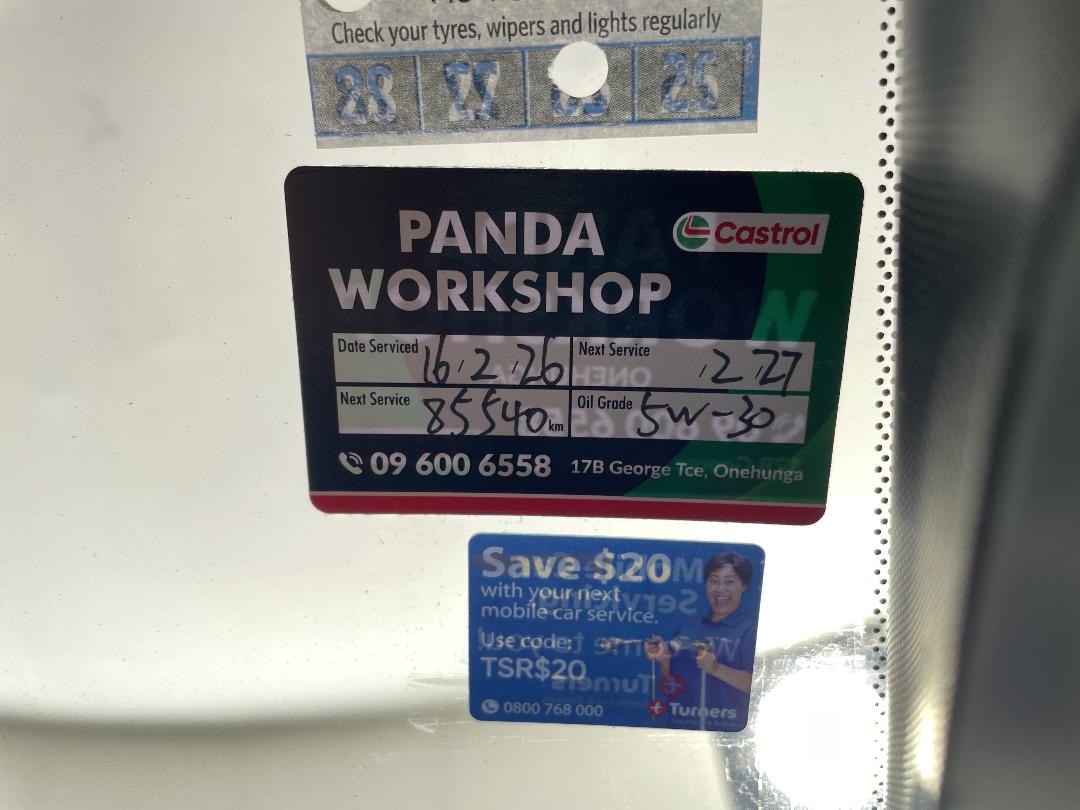 Check your tyres, wipers and lights regularly
28 27 25
PANDA
WORKSHOP
Castrol
Date Serviced 16.2.26
Next Service .2.27
Next Service 85540 km
Oil Grade 5W-30
09 600 6558 17B George Tce, Onehunga
Save $20
with your next
mobile car service.
Use code:
TSR$20
0800 768 000
Turners